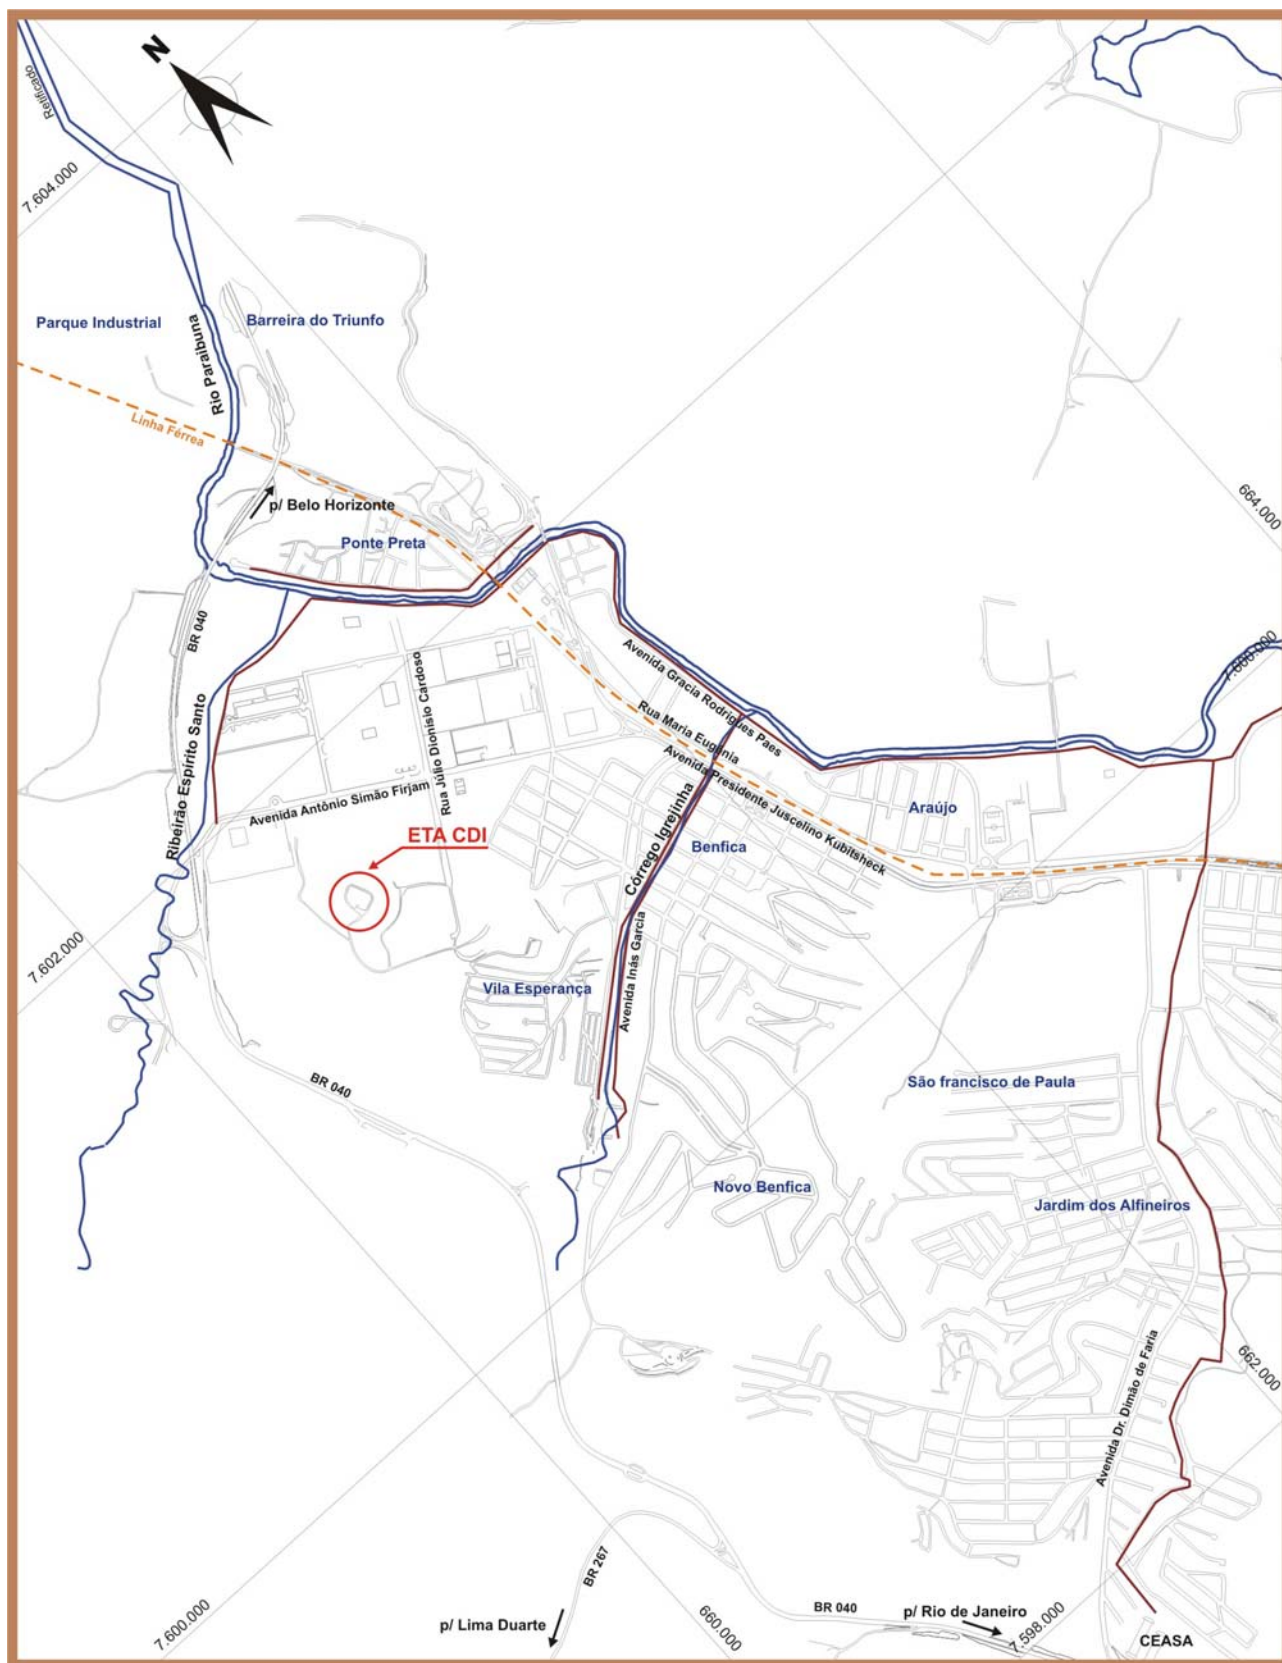 N
Retificado
7.604.000
Parque Industrial
Rio Paraibuna
Barreira do Triunfo
Linha Férrea
p/ Belo Horizonte
Ponte Preta
664.000
BR 040
Ribeirão Espírito Santo
Rua Júlio Dionísio Cardoso
Avenida Gracia Rodrigues Paes
Rua Maria Eugênia
Avenida Presidente Juscelino Kubitsheck
7.600.000
Avenida Antônio Simão Firjam
ETA CDI
Córrego Igrejinha
Benfica
Araújo
7.602.000
Vila Esperança
Avenida Inás Garcia
BR 040
São francisco de Paula
Novo Benfica
Jardim dos Alfineiros
662.000
Avenida Dr. Dimão de Faria
BR 267
7.600.000
p/ Lima Duarte
660.000
BR 040
p/ Rio de Janeiro
7.598.000
CEASA